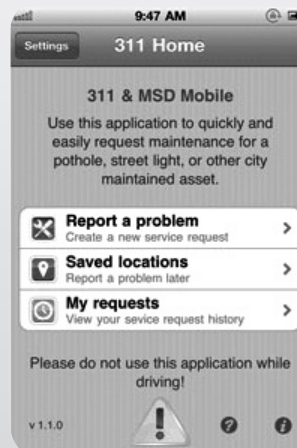 9:47 AM
Settings
311 Home
311 & MSD Mobile
Use this application to quickly and
easily request maintenance for a
pothole, street light, or other city
maintained asset.
Report a problem
Create a new service request
Saved locations
Report a problem later
My requests
View your sevice request history
Please do not use this application while
driving!
v 1.1.0